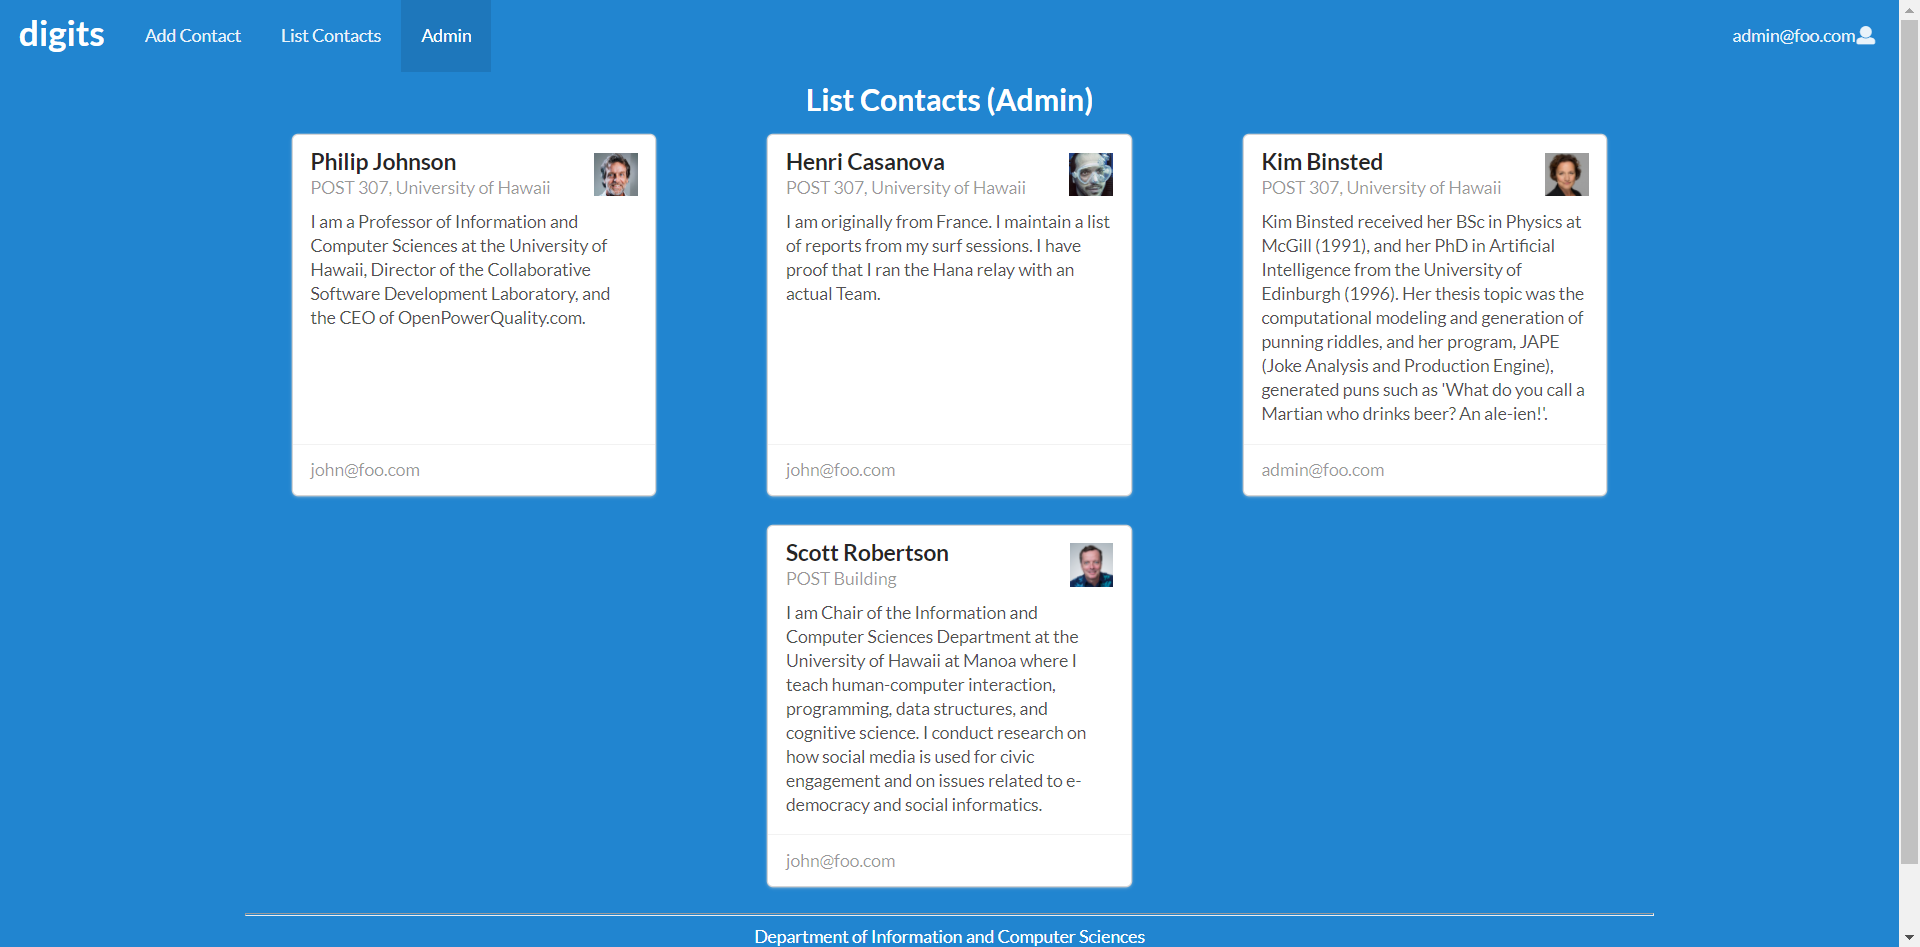 digits
Add Contact
List Contacts
Admin
admin@foo.com
List Contacts (Admin)
Philip Johnson
POST 307, University of Hawaii
I am a Professor of Information and
Computer Sciences at the University of
Hawaii, Director of the Collaborative
Software Development Laboratory, and
the CEO of OpenPowerQuality.com.
john@foo.com
Henri Casanova
POST 307, University of Hawaii
I am originally from France. I maintain a list
of reports from my surf sessions. I have
proof that I ran the Hana relay with an
actual Team.
john@foo.com
Kim Binsted
POST 307, University of Hawaii
Kim Binsted received her BSc in Physics at
McGill (1991), and her PhD in Artificial
Intelligence from the University of
Edinburgh (1996). Her thesis topic was the
computational modeling and generation of
punning riddles, and her program, JAPE
(Joke Analysis and Production Engine),
generated puns such as 'What do you call a
Martian who drinks beer? An ale-ien!'.
admin@foo.com
Scott Robertson
POST Building
I am Chair of the Information and
Computer Sciences Department at the
University of Hawaii at Manoa where I
teach human-computer interaction,
programming, data structures, and
cognitive science. I conduct research on
how social media is used for civic
engagement and on issues related to e-
democracy and social informatics.
john@foo.com
Department of Information and Computer Sciences